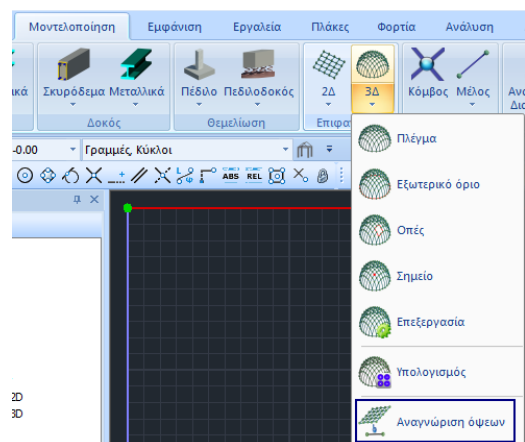 Μοντελοποίηση Εμφάνιση Εργαλεία Πλάκες Φορτία Ανάλυση
Σκυρόδεμα Μεταλλικά Πέδιλο Πεδιλοδοκός 2Δ 3Δ Κόμβος Μέλος
Δοκός Θεμελίωση
-0.00 Γραμμές, Κύκλοι
ABS REL
Πλέγμα
Εξωτερικό όριο
Οπές
Σημείο
Επεξεργασία
Υπολογισμός
Αναγνώριση όψεων
2D
3D